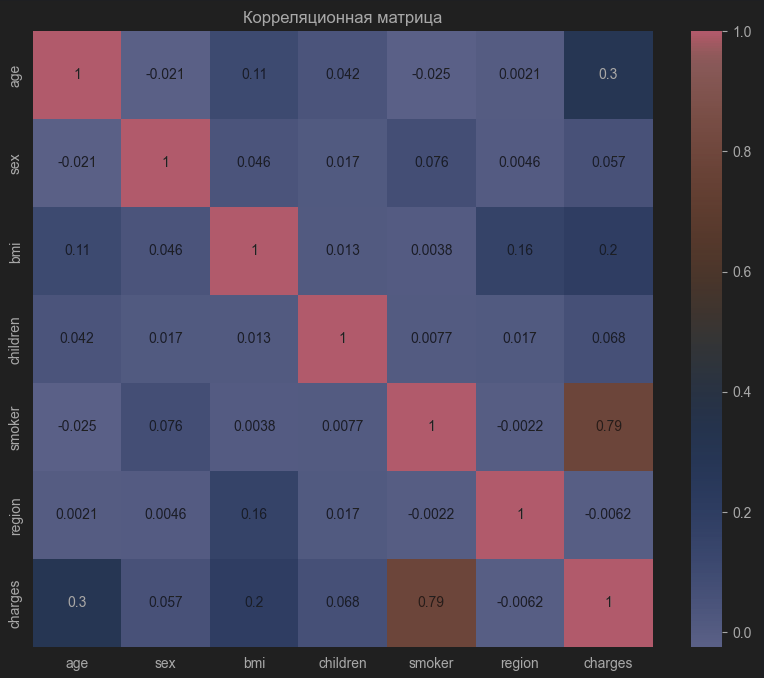 Корреляционная матрица
age 1 -0.021 0.11 0.042 -0.025 0.0021 0.3
sex -0.021 1 0.046 0.017 0.076 0.0046 0.057
bmi 0.11 0.046 1 0.013 0.0038 0.16 0.2
children 0.042 0.017 0.013 1 0.0077 0.017 0.068
smoker -0.025 0.076 0.0038 0.0077 1 -0.0022 0.79
region 0.0021 0.0046 0.16 0.017 -0.0022 1 -0.0062
charges 0.3 0.057 0.2 0.068 0.79 -0.0062 1
age sex bmi children smoker region charges
1.0
0.8
0.6
0.4
0.2
0.0